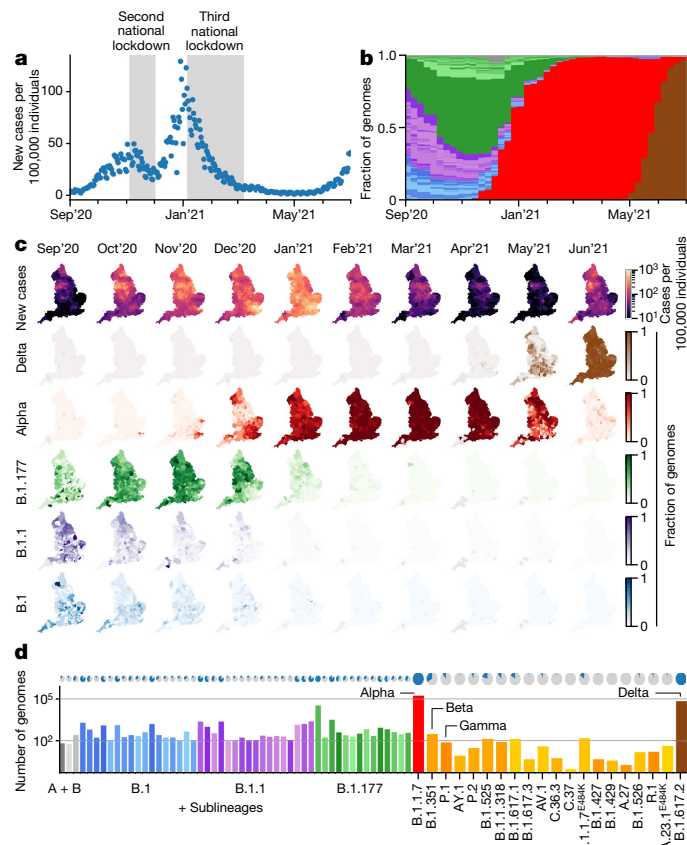 a
Second national lockdown
Third national lockdown
New cases per 100,000 individuals
100
50
0
Sep'20
Jan'21
May'21
b
Fraction of genomes
1.0
0.5
0
Sep'20
Jan'21
May'21
c
Sep'20 Oct'20 Nov'20 Dec'20 Jan'21 Feb'21 Mar'21 Apr'21 May'21 Jun'21
New cases
Delta
Alpha
B.1.177
B.1.1
B.1
10³
10²
10¹
Cases per 100,000 individuals
1
0
1
0
1
0
1
0
1
0
Fraction of genomes
d
Number of genomes
10⁵
10²
Alpha
Beta
Gamma
Delta
A + B
B.1
B.1.1
B.1.177
+ Sublineages
B.1.1.7
B.1.351
P.1
AY.1
P.2
B.1.525
B.1.1.318
B.1.617.1
B.1.617.3
AV.1
C.36.3
C.37
.1.1.7E484K
B.1.427
B.1.429
A.27
B.1.526
R.1
A.23.1E484K
B.1.617.2